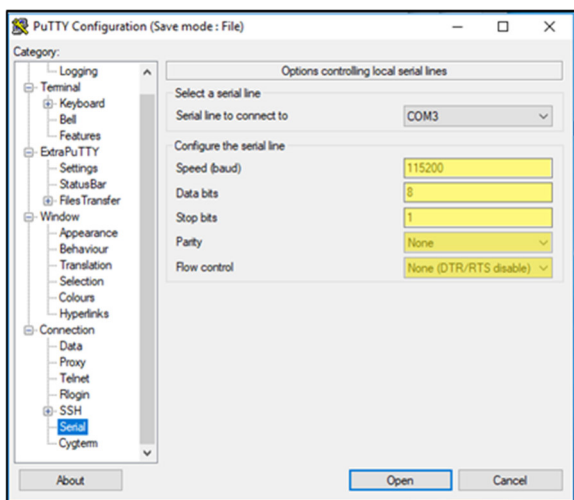 PuTTY Configuration (Save mode : File)
Category:
Logging
Terminal
Keyboard
Bell
Features
ExtraPuTTY
Settings
StatusBar
FilesTransfer
Window
Appearance
Behaviour
Translation
Selection
Colours
Hyperlinks
Connection
Data
Proxy
Telnet
Rlogin
SSH
Serial
Cygterm
Options controlling local serial lines
Select a serial line
Serial line to connect to COM3
Configure the serial line
Speed (baud) 115200
Data bits 8
Stop bits 1
Parity None
Flow control None (DTR/RTS disable)
About Open Cancel